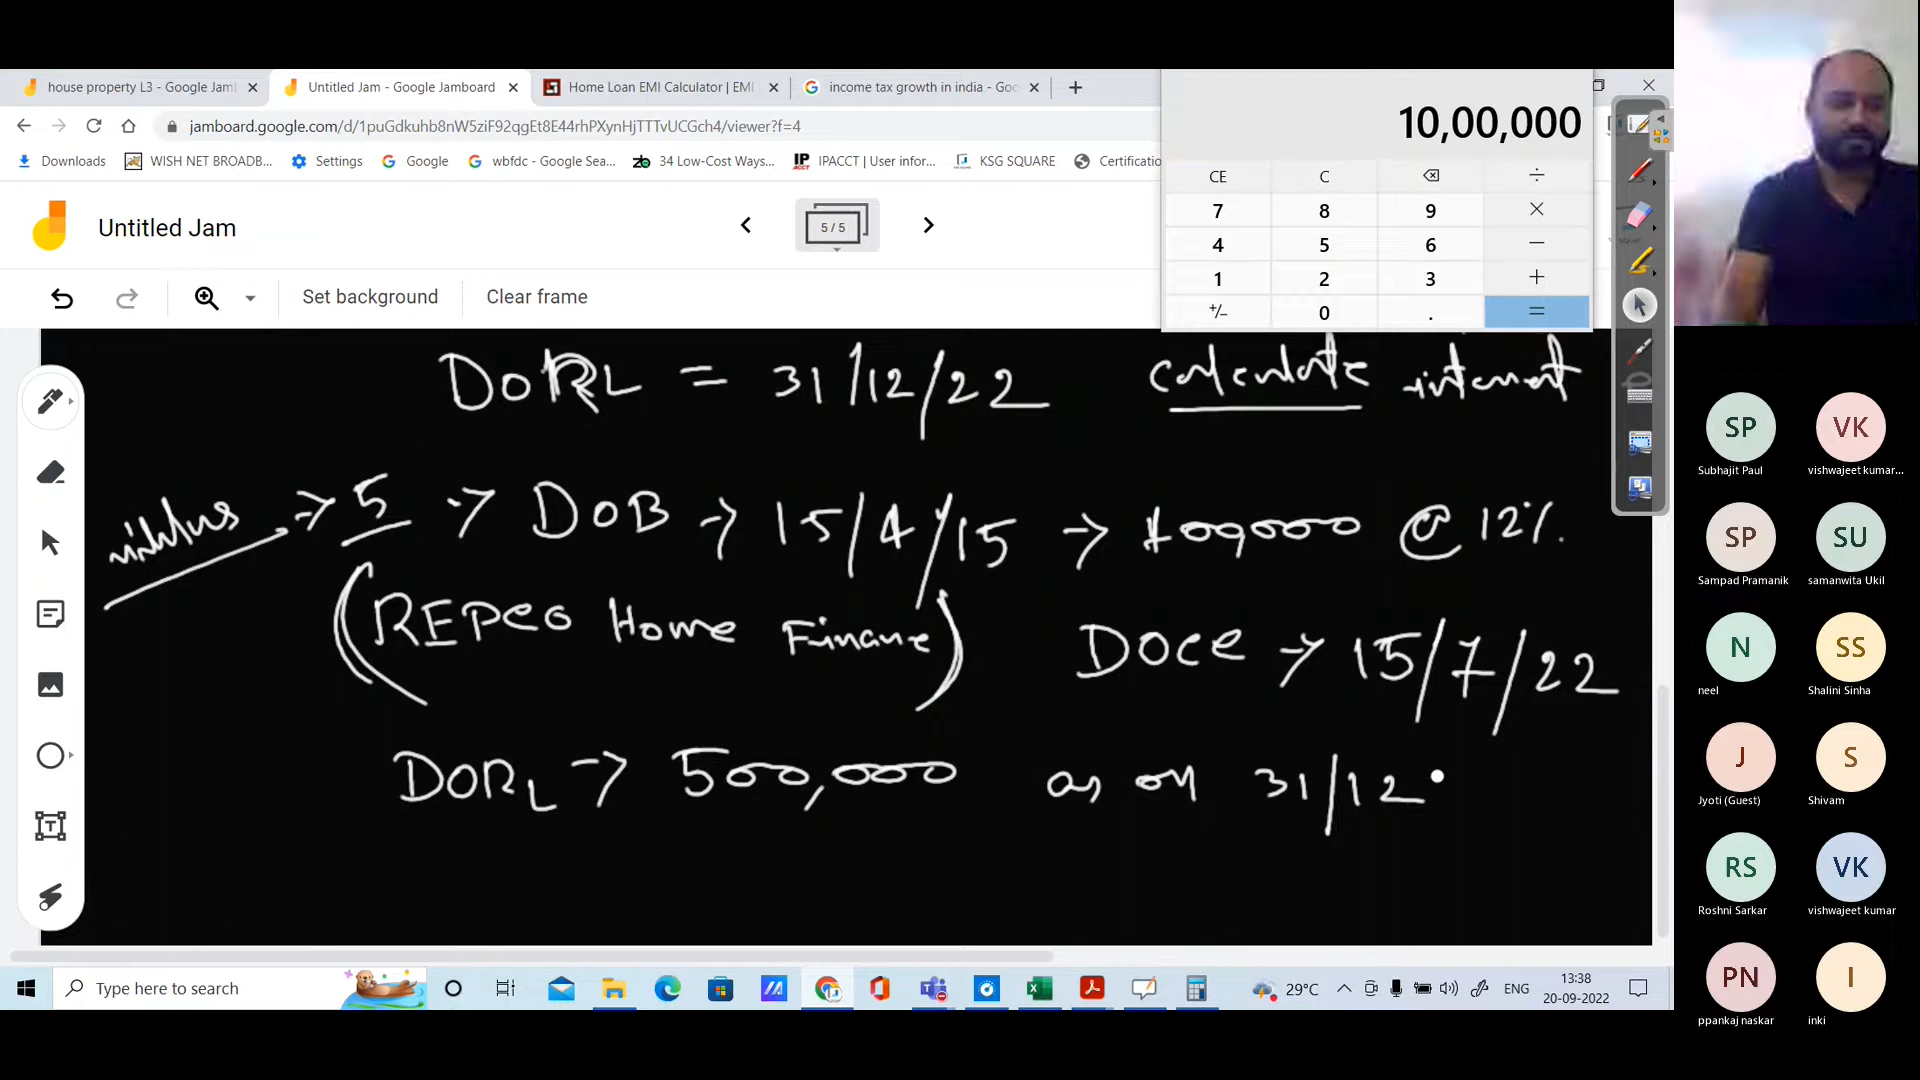 house property L3 - Google Jam
Untitled Jam - Google Jamboard
Home Loan EMI Calculator | EMI
income tax growth in india - Goo
jamboard.google.com/d/1puGdkuhb8nW5ziF92qgEt8E44rhPXynHjTTTvUCGch4/viewer?f=4
Downloads
WISH NET BROADB...
Settings
Google
wbfdc - Google Sea...
34 Low-Cost Ways...
IPACCT | User infor...
KSG SQUARE
Certificatio
10,00,000
CE C ⌫ ÷
7 8 9 ×
4 5 6 −
1 2 3 +
+/− 0 . =
Untitled Jam
5 / 5
Set background
Clear frame
DORL = 31/12/22 calculate interest
→ 5 → DOB → 15/4/15 → 100,000 @ 12%.
(REPCO Home Finance) DOCE → 15/7/22
DORL → 500,000 as on 31/12
SP
Subhajit Paul
VK
vishwajeet kumar...
SP
Sampad Pramanik
SU
samanwita Ukil
N
neel
SS
Shalini Sinha
J
Jyoti (Guest)
S
Shivam
RS
Roshni Sarkar
VK
vishwajeet kumar
PN
ppankaj naskar
I
inki
Type here to search
29°C
ENG
13:38
20-09-2022